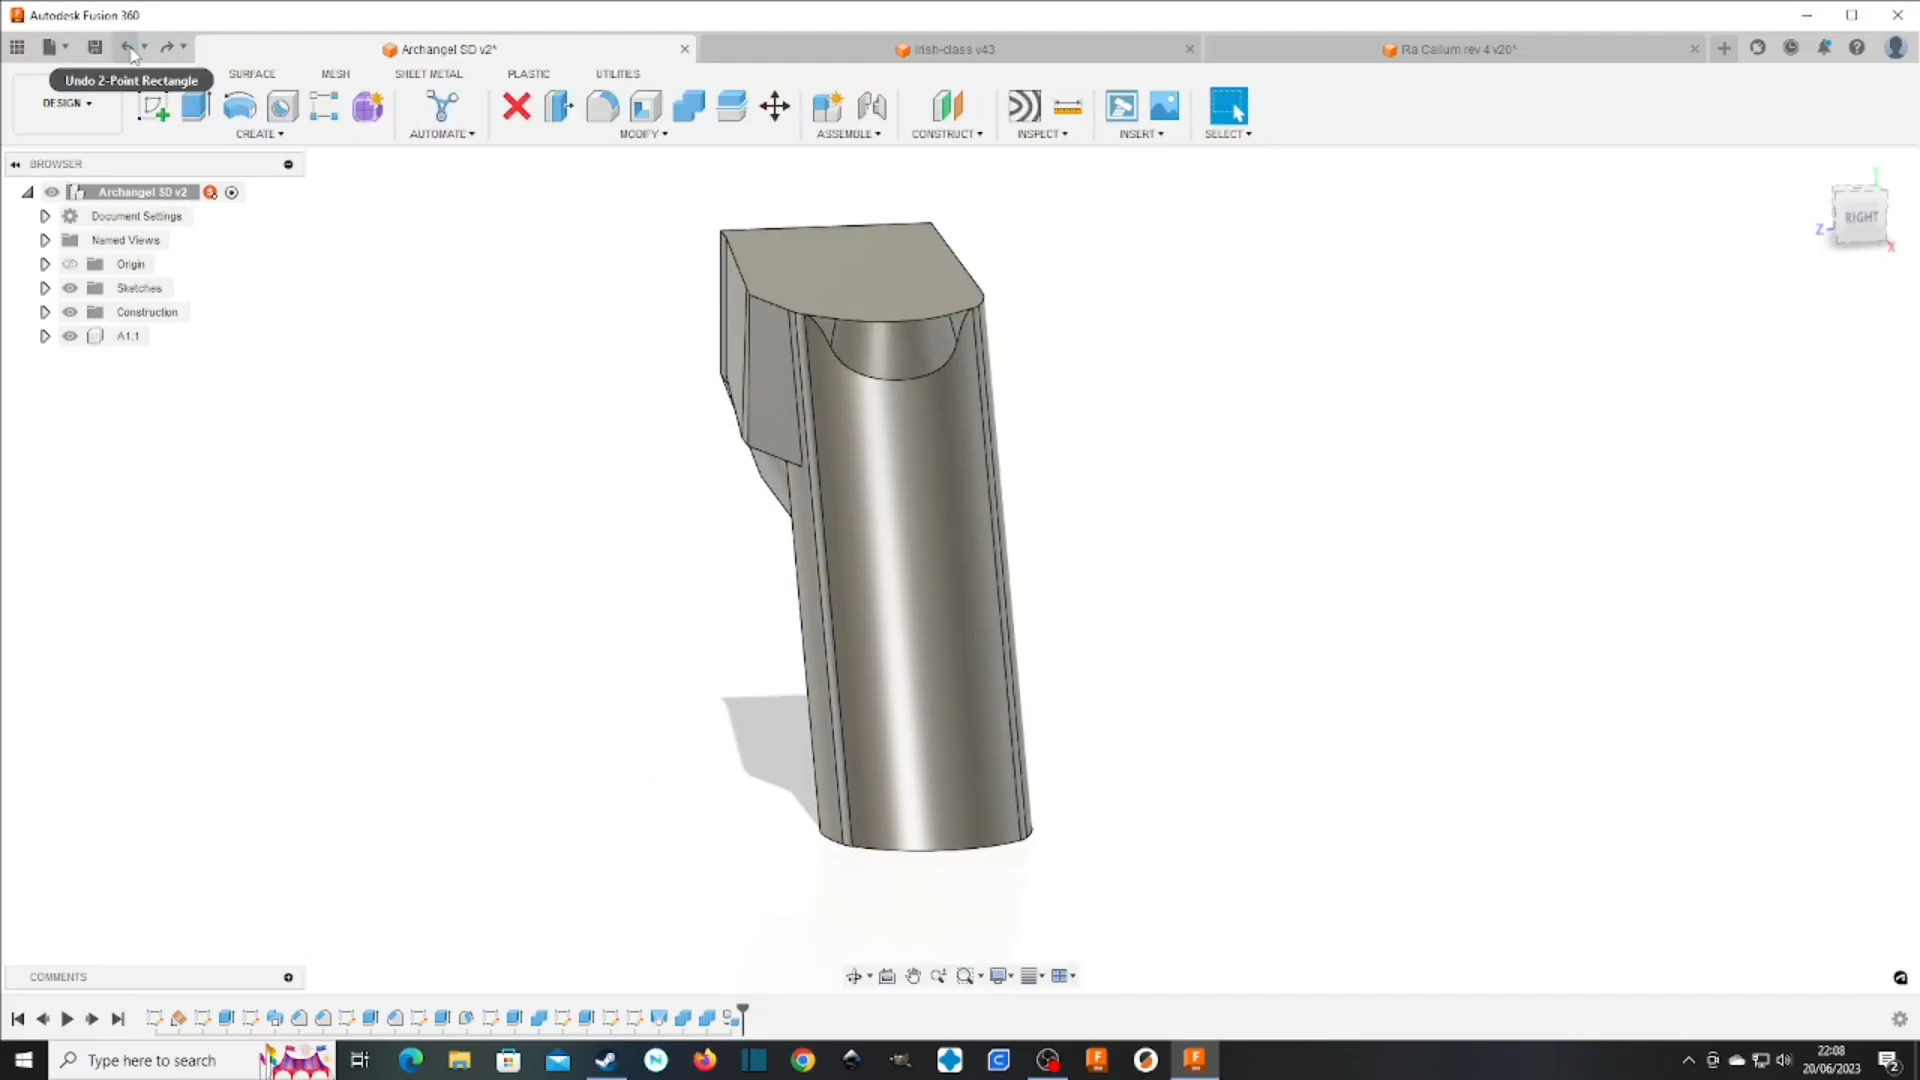 Autodesk Fusion 360
Archangel SD v2*
Irish-class v43
Ra Callum rev 4 v20*
Undo 2-Point Rectangle
SURFACE
MESH
SHEET METAL
PLASTIC
UTILITIES
DESIGN
CREATE
AUTOMATE
MODIFY
ASSEMBLE
CONSTRUCT
INSPECT
INSERT
SELECT
BROWSER
Archangel SD v2
Document Settings
Named Views
Origin
Sketches
Construction
A1:1
RIGHT
Z
X
Y
COMMENTS
Type here to search
22:08
20/06/2023
2